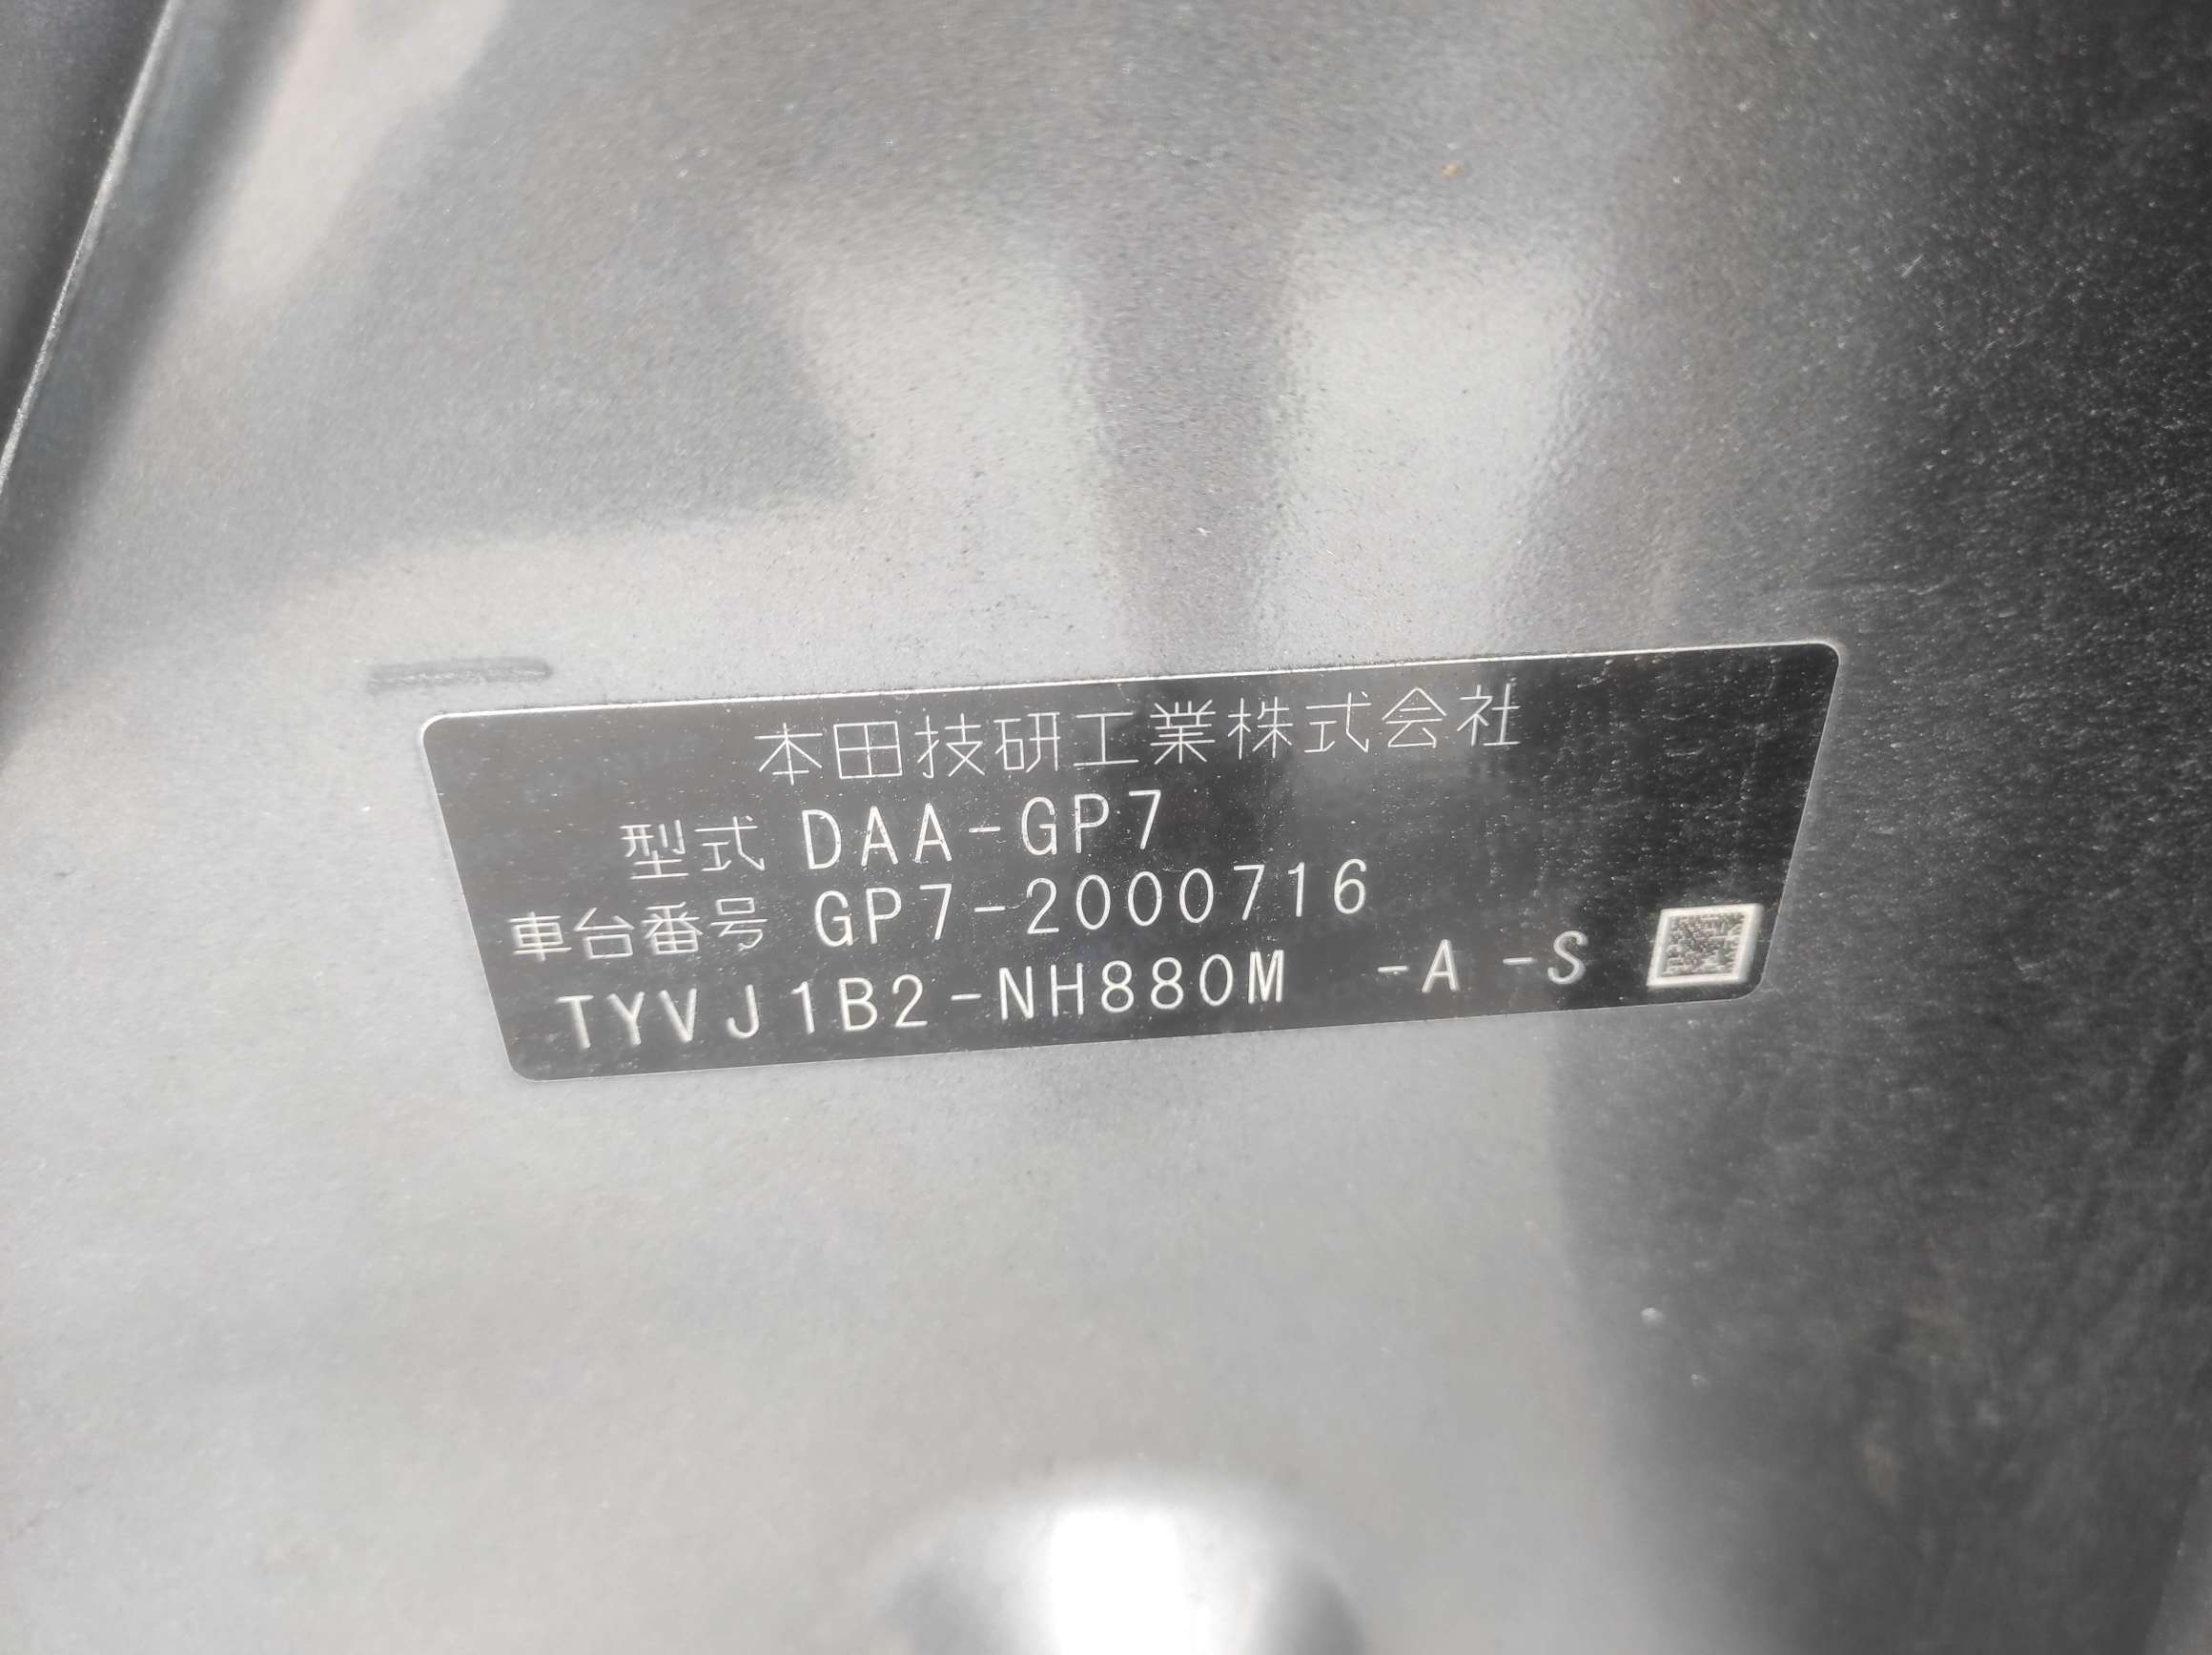 本田技研工業株式会社
型式 DAA-GP7
車台番号 GP7-2000716
TYVJ1B2-NH880M -A -S